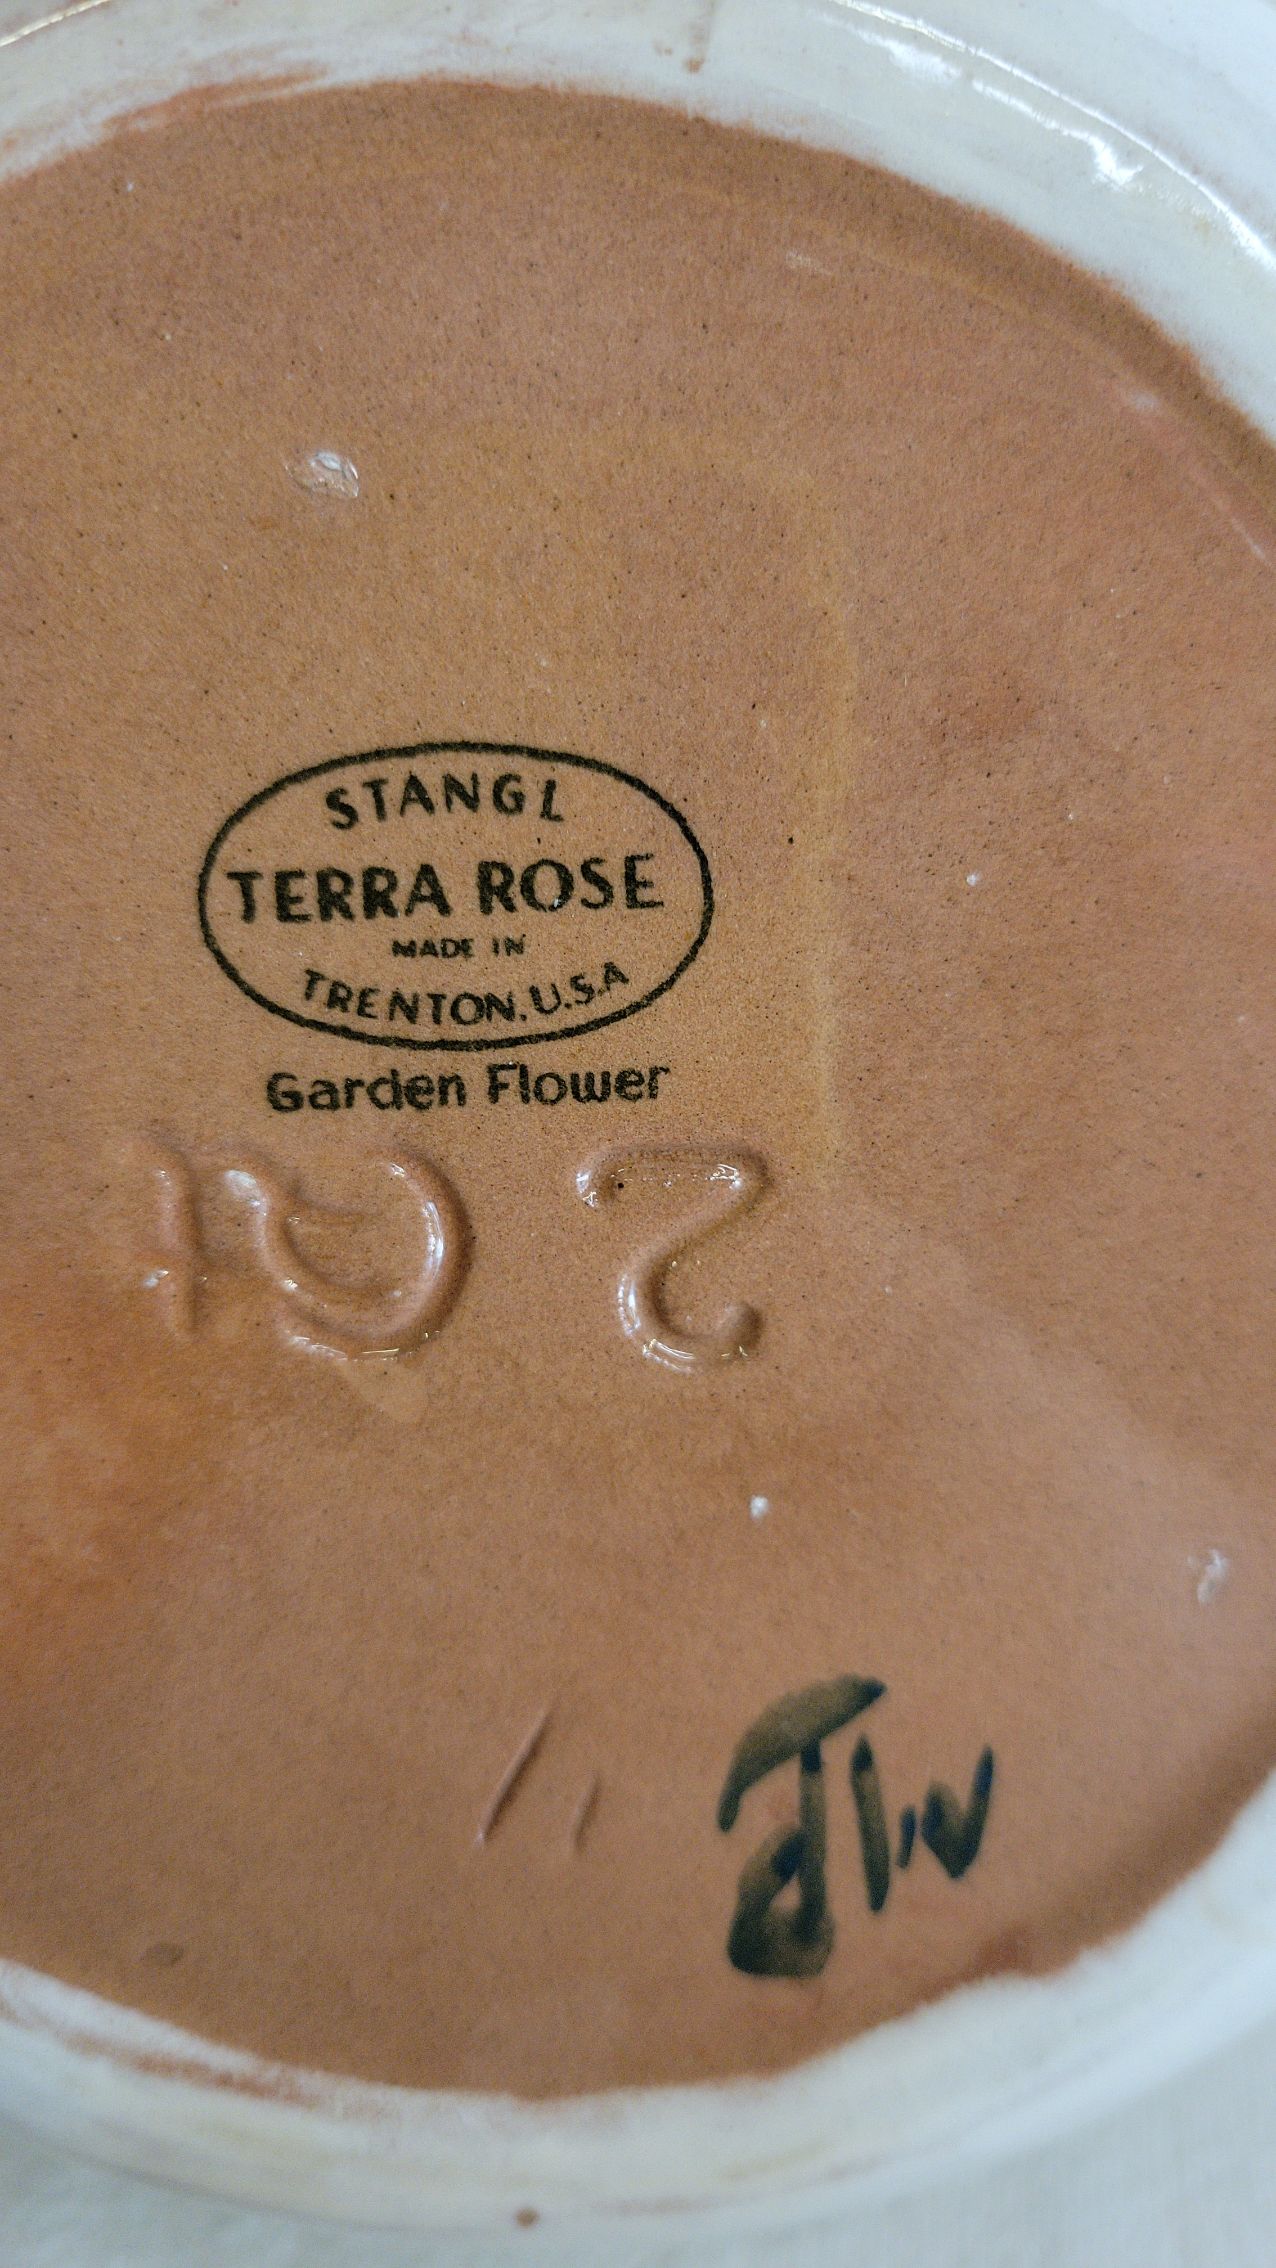 STANGL
TERRA ROSE
MADE IN
TRENTON. U.S.A
Garden Flower